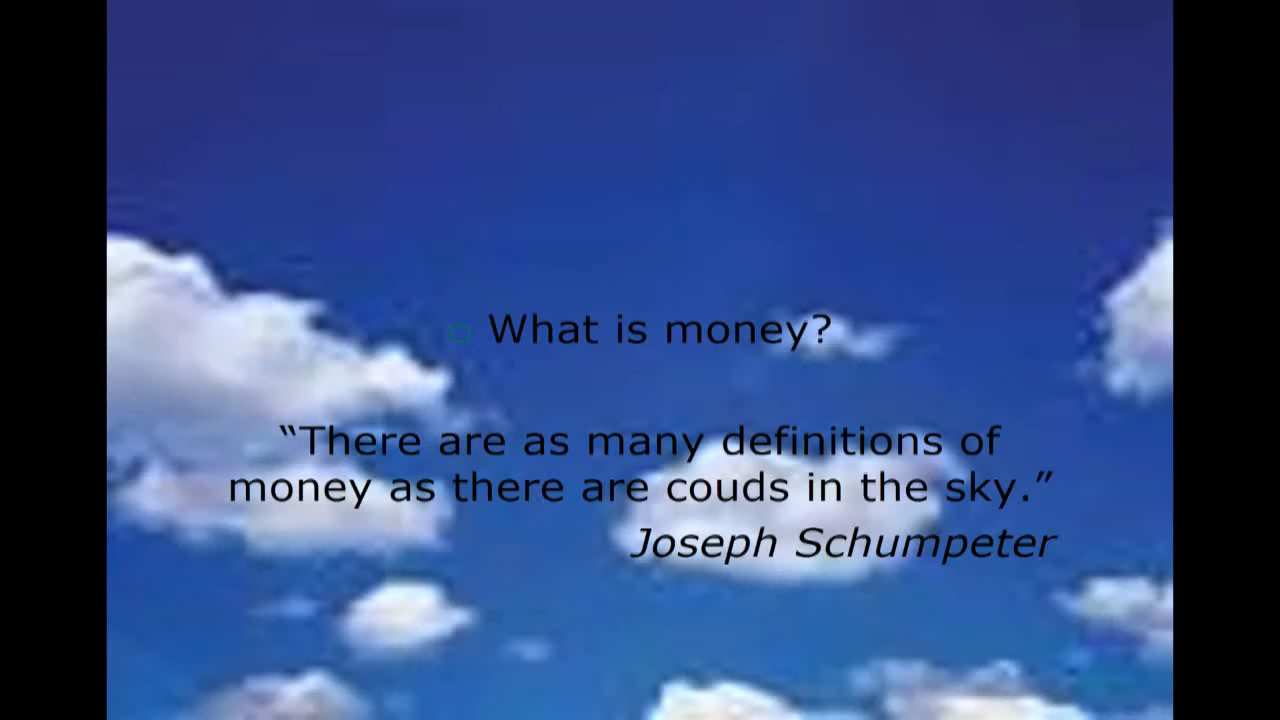 What is money?
“There are as many definitions of
money as there are couds in the sky.”
Joseph Schumpeter